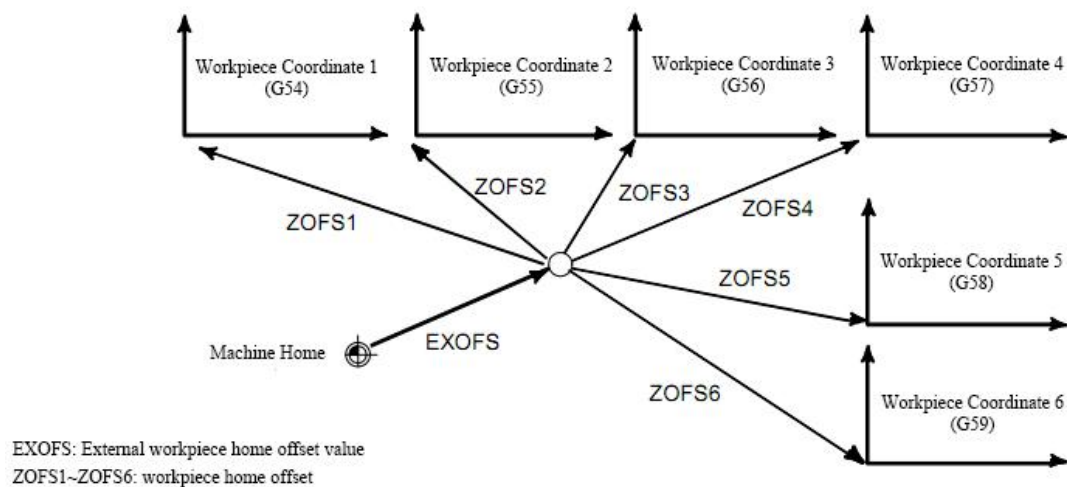 Workpiece Coordinate 1
(G54)
Workpiece Coordinate 2
(G55)
Workpiece Coordinate 3
(G56)
Workpiece Coordinate 4
(G57)
ZOFS1
ZOFS2
ZOFS3
ZOFS4
Workpiece Coordinate 5
(G58)
ZOFS5
Machine Home
EXOFS
ZOFS6
Workpiece Coordinate 6
(G59)
EXOFS: External workpiece home offset value
ZOFS1~ZOFS6: workpiece home offset